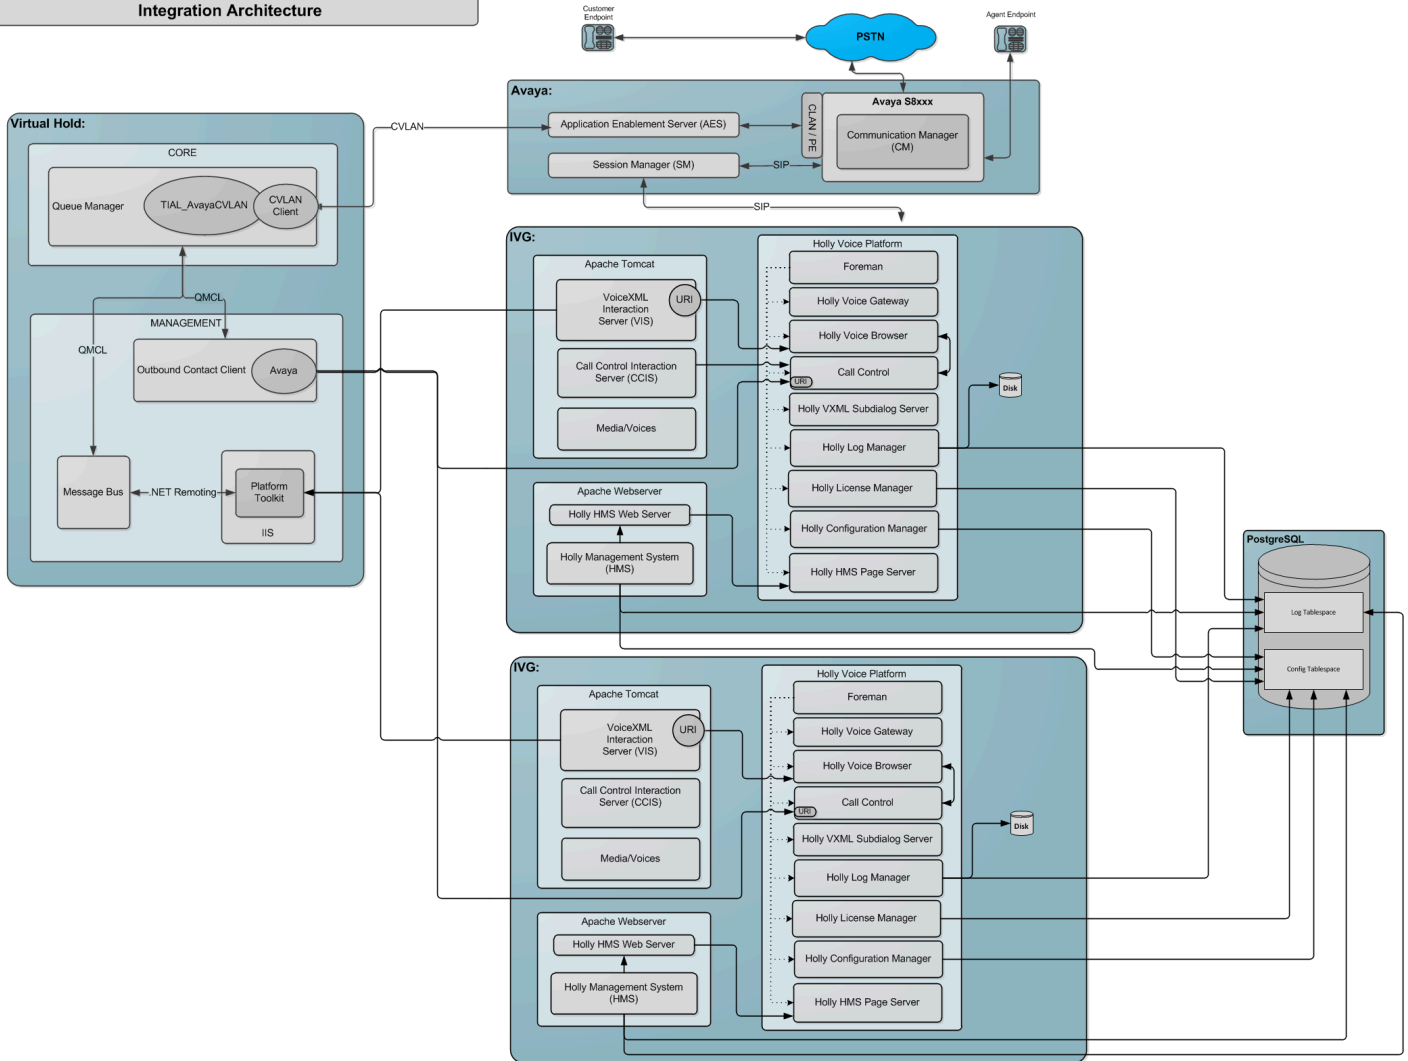 Integration Architecture
Customer
Endpoint
PSTN
Agent Endpoint
Avaya:
Application Enablement Server (AES)
Session Manager (SM)
SIP
CLAN / PE
Avaya S8xxx
Communication Manager
(CM)
CVLAN
SIP
Virtual Hold:
CORE
Queue Manager
TIAL_AvayaCVLAN
CVLAN
Client
QMCL
QMCL
MANAGEMENT
Outbound Contact Client
Avaya
Message Bus
.NET Remoting
Platform
Toolkit
IIS
IVG:
Apache Tomcat
VoiceXML
Interaction
Server (VIS)
URI
Call Control Interaction
Server (CCIS)
Media/Voices
Apache Webserver
Holly HMS Web Server
Holly Management System
(HMS)
Holly Voice Platform
Foreman
Holly Voice Gateway
Holly Voice Browser
Call Control
URI
Holly VXML Subdialog Server
Holly Log Manager
Holly License Manager
Holly Configuration Manager
Holly HMS Page Server
Disk
PostgreSQL
Log Tablespace
Config Tablespace
IVG:
Apache Tomcat
VoiceXML
Interaction
Server (VIS)
URI
Call Control Interaction
Server (CCIS)
Media/Voices
Apache Webserver
Holly HMS Web Server
Holly Management System
(HMS)
Holly Voice Platform
Foreman
Holly Voice Gateway
Holly Voice Browser
Call Control
URI
Holly VXML Subdialog Server
Holly Log Manager
Holly License Manager
Holly Configuration Manager
Holly HMS Page Server
Disk